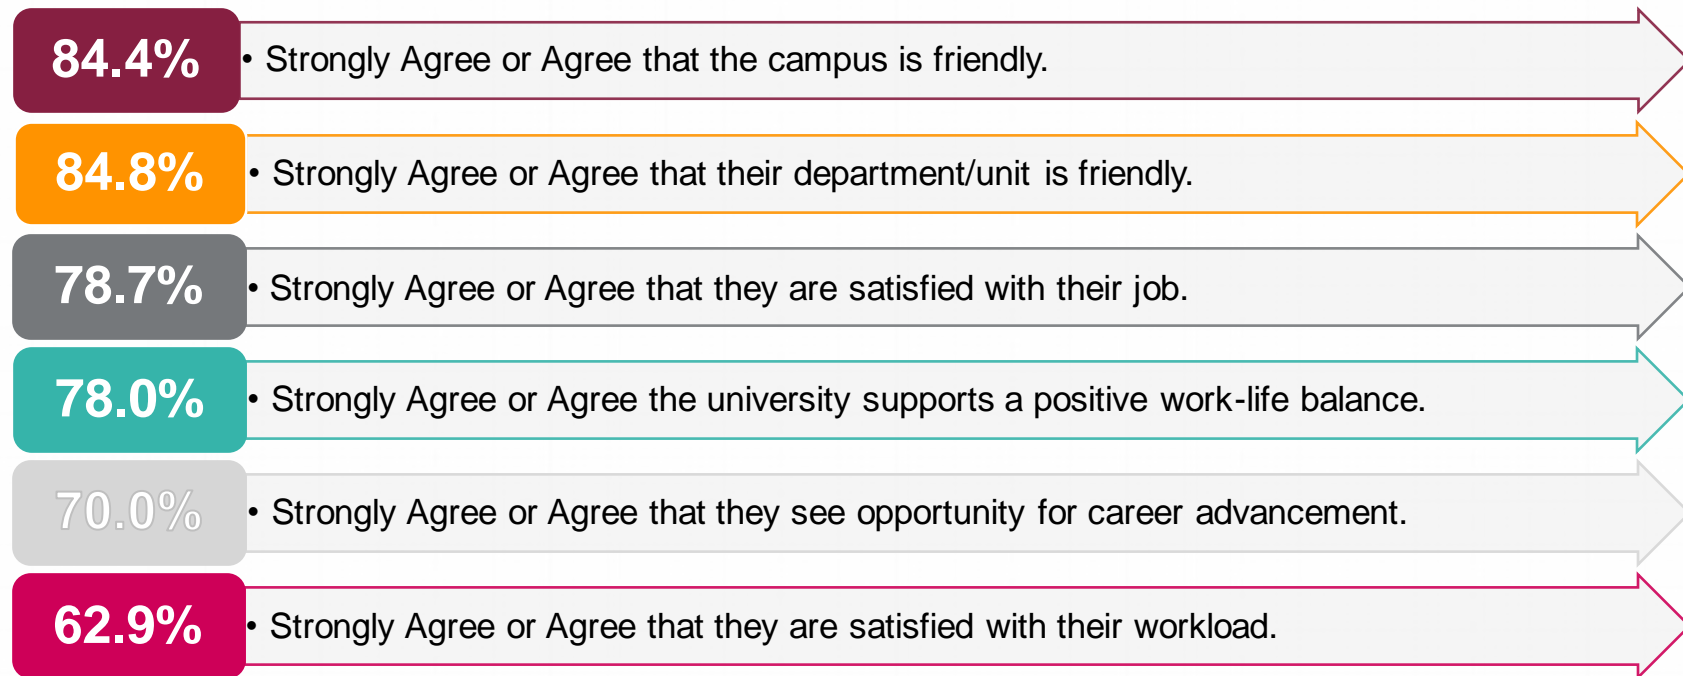 84.4% • Strongly Agree or Agree that the campus is friendly.
84.8% • Strongly Agree or Agree that their department/unit is friendly.
78.7% • Strongly Agree or Agree that they are satisfied with their job.
78.0% • Strongly Agree or Agree the university supports a positive work-life balance.
70.0% • Strongly Agree or Agree that they see opportunity for career advancement.
62.9% • Strongly Agree or Agree that they are satisfied with their workload.